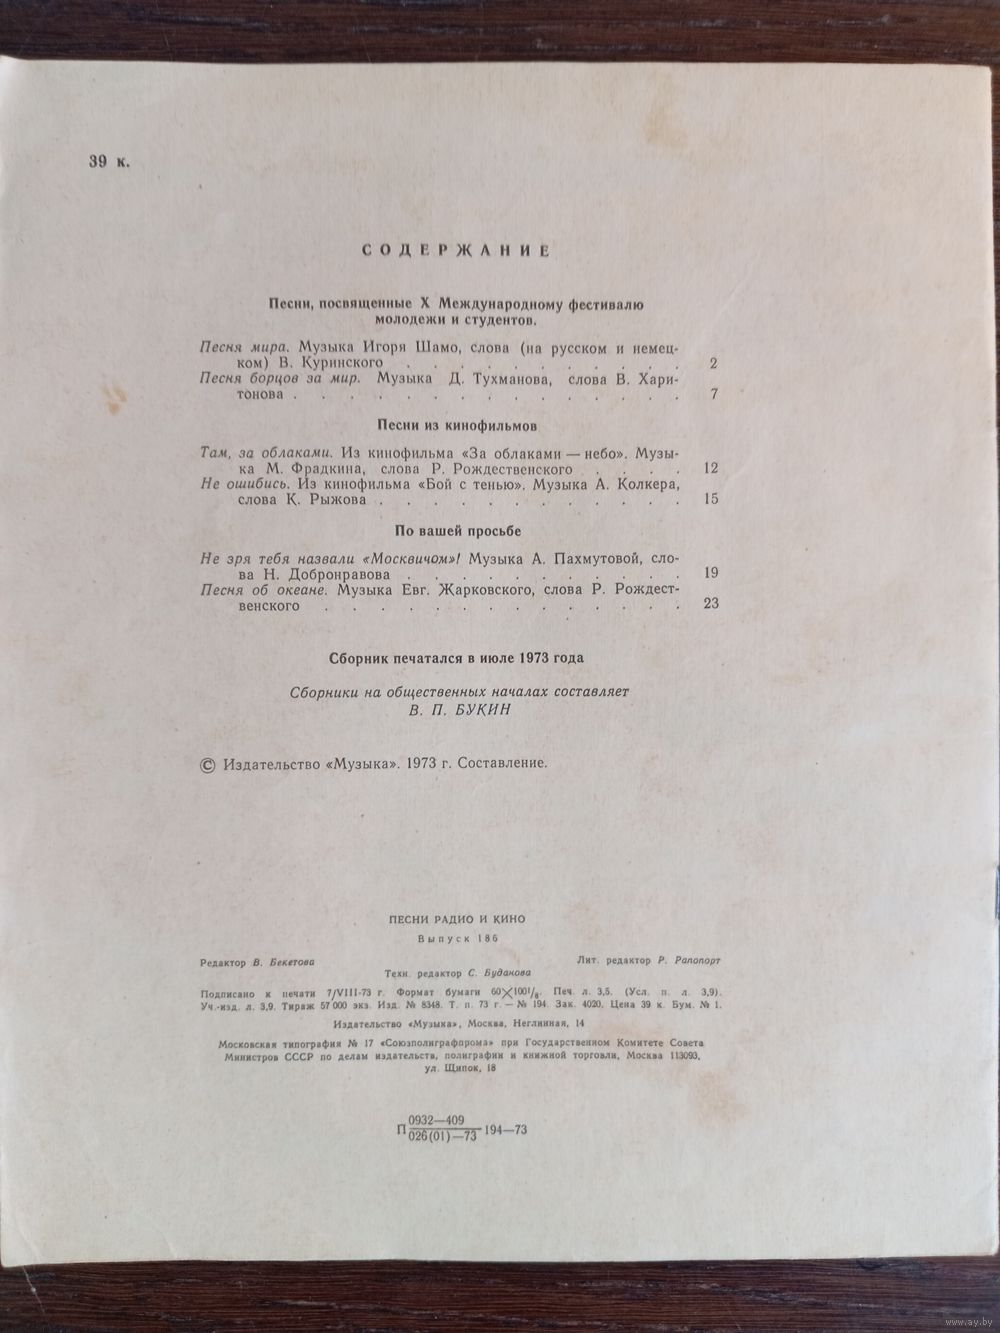 39 к.
СОДЕРЖАНИЕ
Песни, посвященные X Международному фестивалю
молодежи и студентов.
Песня мира. Музыка Игоря Шамо, слова (на русском и немец-
ком) В. Куринского . . . . . . . . . . . 2
Песня борцов за мир. Музыка Д. Тухманова, слова В. Хари-
тонова . . . . . . . . . . . . . . 7
Песни из кинофильмов
Там, за облаками. Из кинофильма «За облаками — небо». Музы-
ка М. Фрадкина, слова Р. Рождественского . . . . 12
Не ошибись. Из кинофильма «Бой с тенью». Музыка А. Колкера,
слова К. Рыжова . . . . . . . . . . . 15
По вашей просьбе
Не зря тебя назвали «Москвичом»! Музыка А. Пахмутовой, сло-
ва Н. Добронравова . . . . . . . . . . 19
Песня об океане. Музыка Евг. Жарковского, слова Р. Рождест-
венского . . . . . . . . . . . . . 23
Сборник печатался в июле 1973 года
Сборники на общественных началах составляет
В. П. БУКИН
© Издательство «Музыка». 1973 г. Составление.
ПЕСНИ РАДИО И КИНО
Выпуск 186
Редактор В. Бекетова Лит. редактор Р. Рапопорт
Техн. редактор С. Буданова
Подписано к печати 7/VIII-73 г. Формат бумаги 60×100 1/8. Печ. л. 3,5. (Усл. п. л. 3,9).
Уч.-изд. л. 3,9. Тираж 57 000 экз. Изд. № 8348. Т. п. 73 г. — № 194. Зак. 4020. Цена 39 к. Бум. № 1.
Издательство «Музыка», Москва, Неглинная, 14
Московская типография № 17 «Союзполиграфпрома» при Государственном Комитете Совета
Министров СССР по делам издательств, полиграфии и книжной торговли, Москва 113093,
ул. Щипок, 18
П 0932—409 / 026(01)—73 194—73
www.ay.by